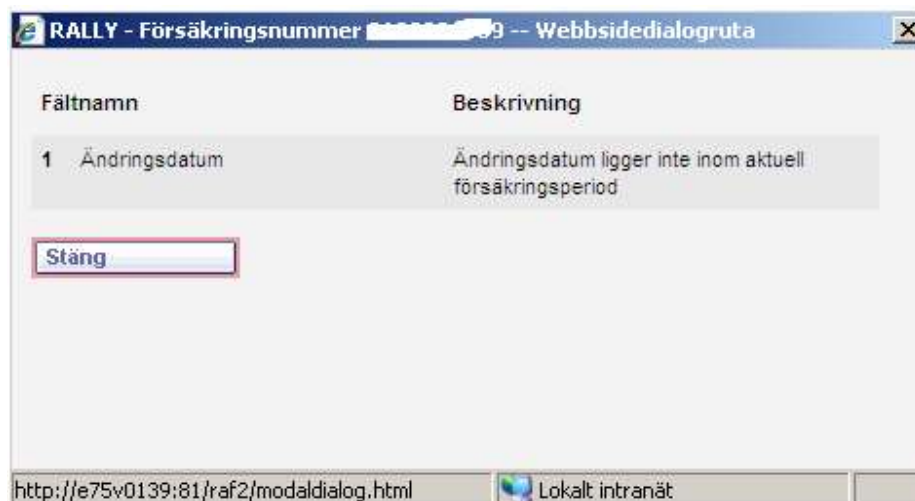 RALLY - Försäkringsnummer 9 -- Webbsidedialogruta
Fältnamn Beskrivning
1 Ändringsdatum Ändringsdatum ligger inte inom aktuell
försäkringsperiod
Stäng
http://e75v0139:81/raf2/modaldialog.html Lokalt intranät